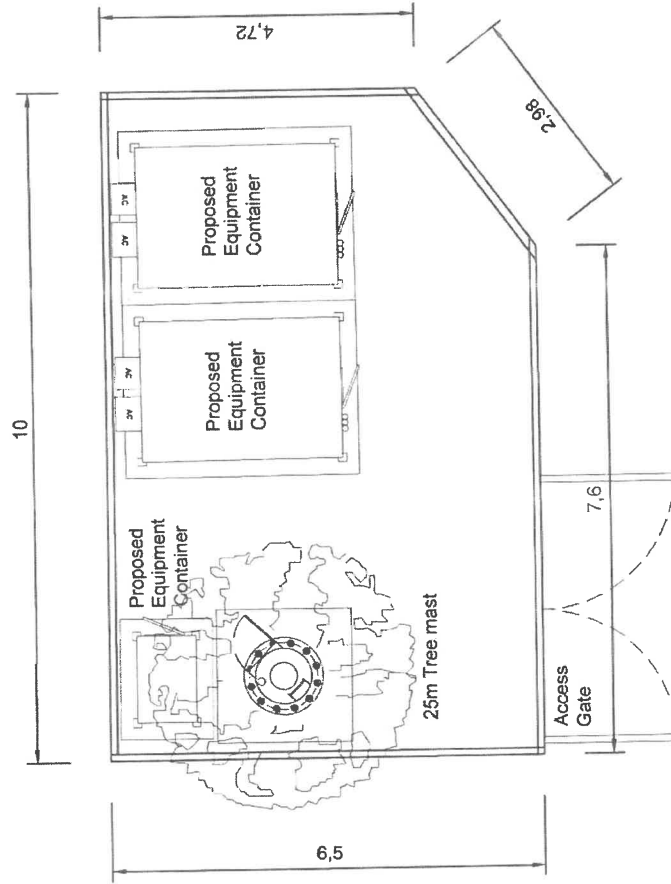 10
4,72
2,98
7,6
6,5
AC
AC
AC
AC
Proposed
Equipment
Container
Proposed
Equipment
Container
Proposed
Equipment
Container
25m Tree mast
Access
Gate